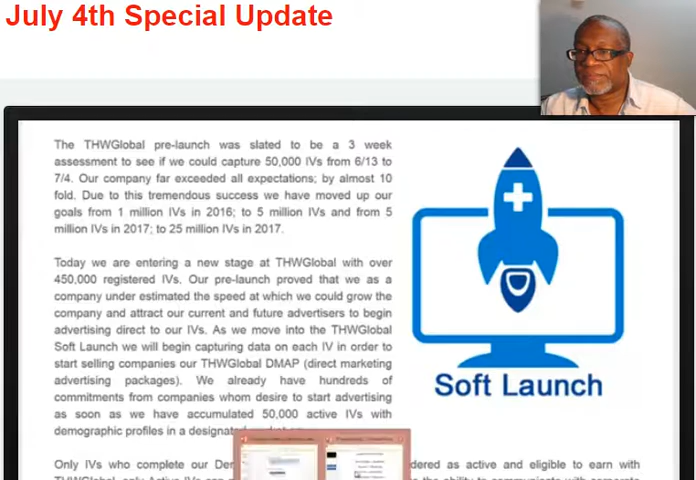 July 4th Special Update
The THWGlobal pre-launch was slated to be a 3 week
assessment to see if we could capture 50,000 IVs from 6/13 to
7/4. Our company far exceeded all expectations; by almost 10
fold. Due to this tremendous success we have moved up our
goals from 1 million IVs in 2016; to 5 million IVs and from 5
million IVs in 2017; to 25 million IVs in 2017.
Today we are entering a new stage at THWGlobal with over
450,000 registered IVs. Our pre-launch proved that we as a
company under estimated the speed at which we could grow the
company and attract our current and future advertisers to begin
advertising direct to our IVs. As we move into the THWGlobal
Soft Launch we will begin capturing data on each IV in order to
start selling companies our THWGlobal DMAP (direct marketing
advertising packages). We already have hundreds of
commitments from companies whom desire to start advertising
as soon as we have accumulated 50,000 active IVs with
demographic profiles in a designated
Soft Launch
Only IVs who complete our Der dered as active and eligible to earn with